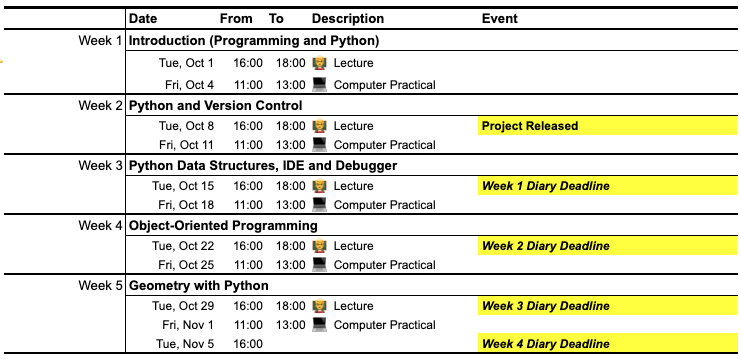 Date From To Description Event
Week 1 Introduction (Programming and Python)
Tue, Oct 1 16:00 18:00 Lecture
Fri, Oct 4 11:00 13:00 Computer Practical
Week 2 Python and Version Control
Tue, Oct 8 16:00 18:00 Lecture Project Released
Fri, Oct 11 11:00 13:00 Computer Practical
Week 3 Python Data Structures, IDE and Debugger
Tue, Oct 15 16:00 18:00 Lecture Week 1 Diary Deadline
Fri, Oct 18 11:00 13:00 Computer Practical
Week 4 Object-Oriented Programming
Tue, Oct 22 16:00 18:00 Lecture Week 2 Diary Deadline
Fri, Oct 25 11:00 13:00 Computer Practical
Week 5 Geometry with Python
Tue, Oct 29 16:00 18:00 Lecture Week 3 Diary Deadline
Fri, Nov 1 11:00 13:00 Computer Practical
Tue, Nov 5 16:00 Week 4 Diary Deadline